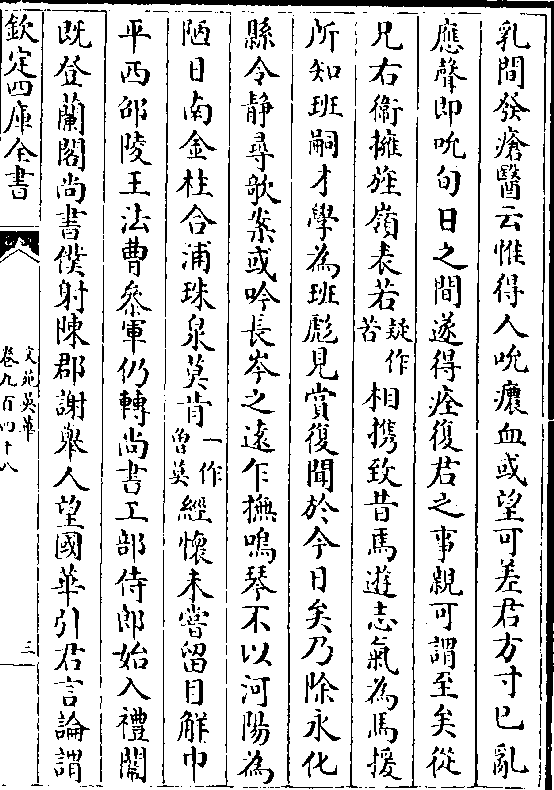 乳間發瘡醫云惟得人吮癰血或望可差君方寸已亂
應聲即吮旬日之間遂得痊復君之事親可謂至矣從
兄右衛擁旄嶺表若疑作苦相携致昔馬遊志氣為馬援
所知班嗣才學為班彪見賞復聞於今日矣乃除永化
縣令靜尋歌案或吟長岑之遠乍撫鳴琴不以河陽為
陋日南金柱合浦珠泉莫肯一作曾莫經懷未嘗留目解巾
平西邵陵王法曹叅軍仍轉尚書工部侍郎始入禮闈
既登蘭閣尚書僕射陳郡謝舉人望國華引君言論謂
欽定四庫全書
文苑英華
卷九百四十八
三